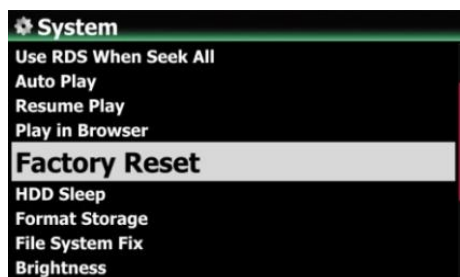 System
Use RDS When Seek All
Auto Play
Resume Play
Play in Browser
Factory Reset
HDD Sleep
Format Storage
File System Fix
Brightness